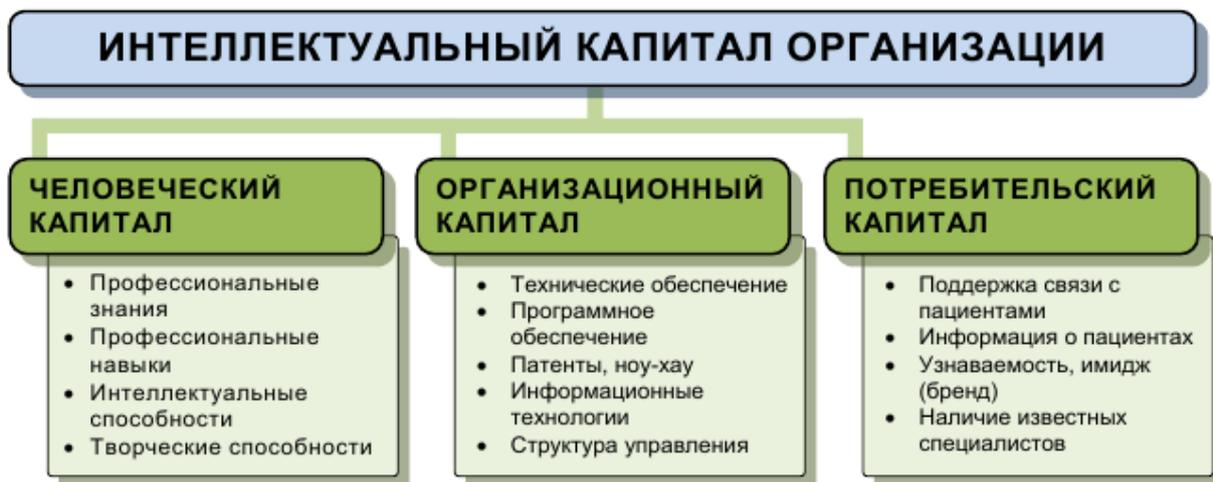 ИНТЕЛЛЕКТУАЛЬНЫЙ КАПИТАЛ ОРГАНИЗАЦИИ
ЧЕЛОВЕЧЕСКИЙ
КАПИТАЛ
• Профессиональные
знания
• Профессиональные
навыки
• Интеллектуальные
способности
• Творческие способности
ОРГАНИЗАЦИОННЫЙ
КАПИТАЛ
• Технические обеспечение
• Программное
обеспечение
• Патенты, ноу-хау
• Информационные
технологии
• Структура управления
ПОТРЕБИТЕЛЬСКИЙ
КАПИТАЛ
• Поддержка связи с
пациентами
• Информация о пациентах
• Узнаваемость, имидж
(бренд)
• Наличие известных
специалистов